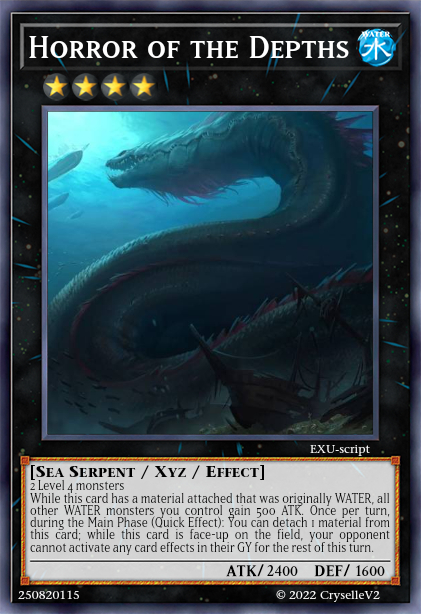 HORROR OF THE DEPTHS
WATER
水
EXU-script
[SEA SERPENT / XYZ / EFFECT]
2 Level 4 monsters
While this card has a material attached that was originally WATER, all
other WATER monsters you control gain 500 ATK. Once per turn,
during the Main Phase (Quick Effect): You can detach 1 material from
this card; while this card is face-up on the field, your opponent
cannot activate any card effects in their GY for the rest of this turn.
ATK/ 2400 DEF/ 1600
250820115 © 2022 CryselleV2